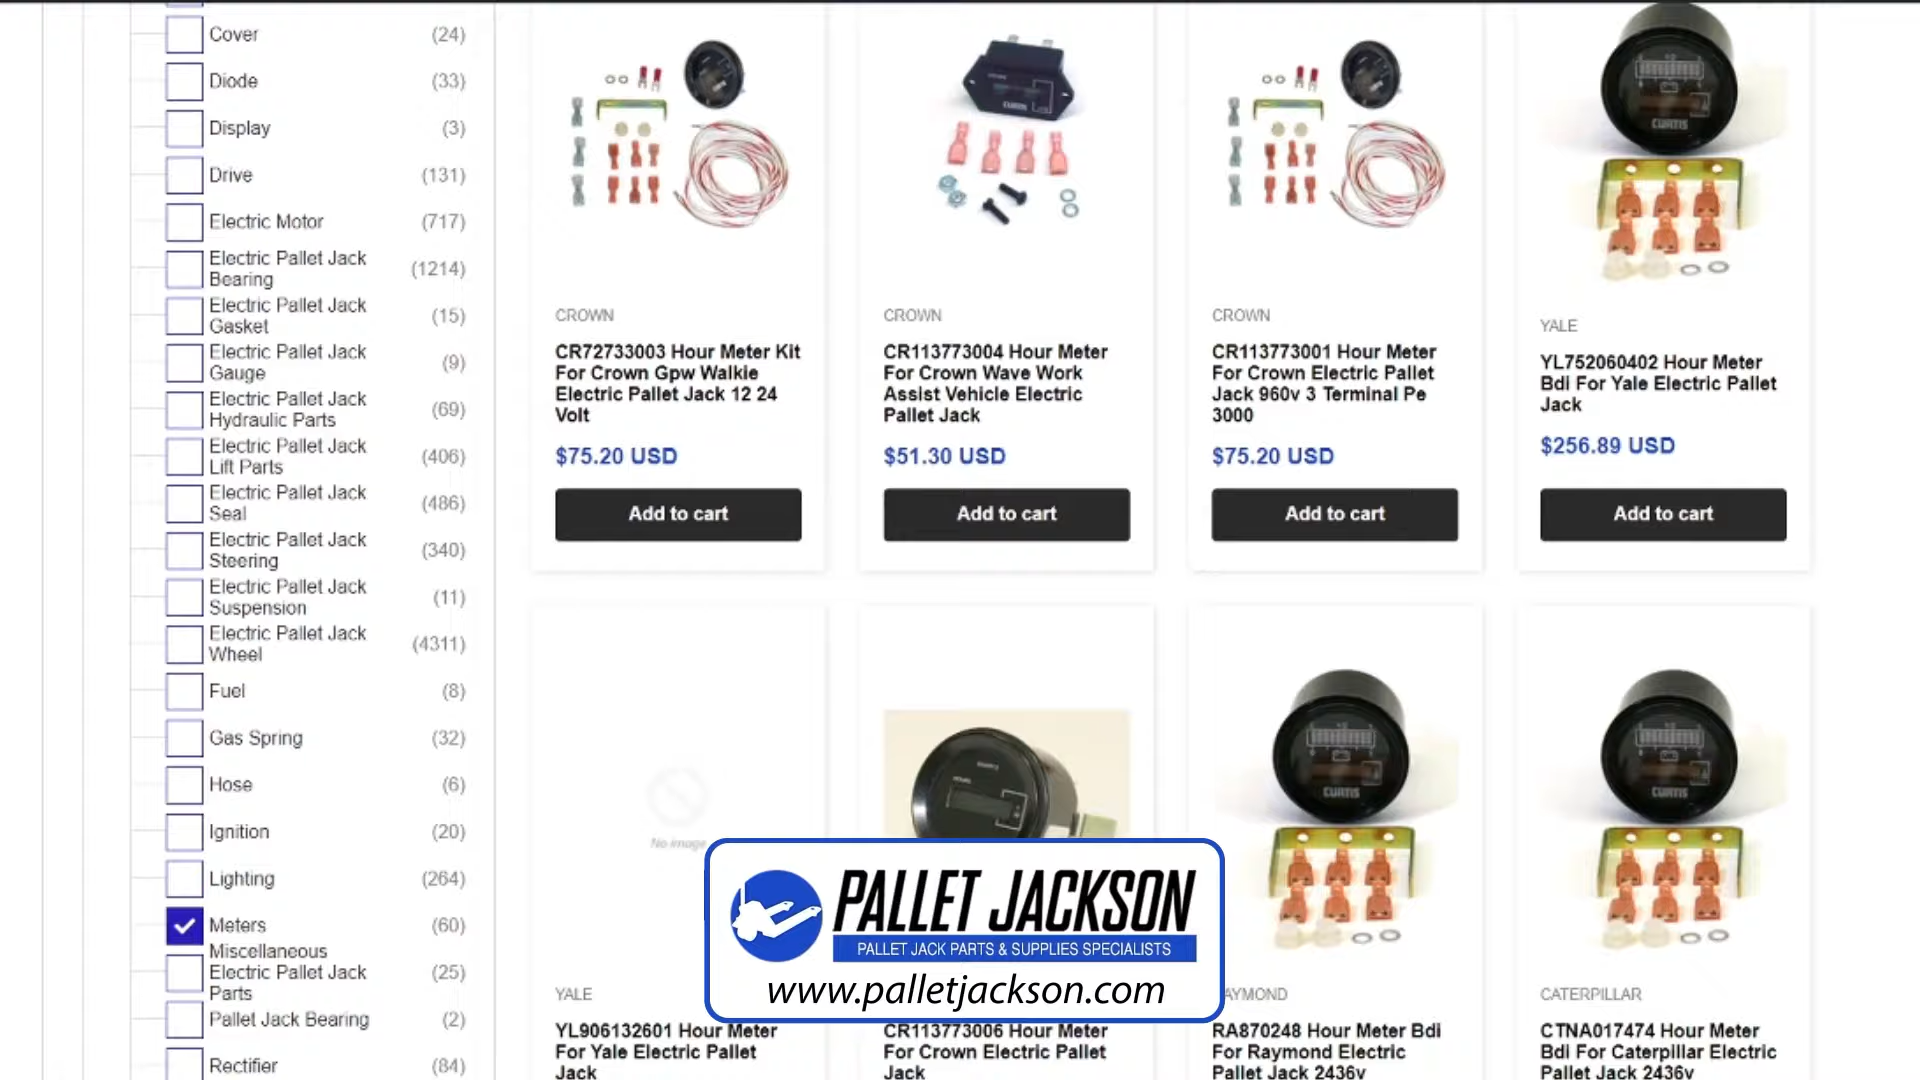 Cover (24)
Diode (33)
Display (3)
Drive (131)
Electric Motor (717)
Electric Pallet Jack
Bearing (1214)
Electric Pallet Jack
Gasket (15)
Electric Pallet Jack
Gauge (9)
Electric Pallet Jack
Hydraulic Parts (69)
Electric Pallet Jack
Lift Parts (406)
Electric Pallet Jack
Seal (486)
Electric Pallet Jack
Steering (340)
Electric Pallet Jack
Suspension (11)
Electric Pallet Jack
Wheel (4311)
Fuel (8)
Gas Spring (32)
Hose (6)
Ignition (20)
Lighting (264)
Meters (60)
Miscellaneous
Electric Pallet Jack
Parts (25)
Pallet Jack Bearing (2)
Rectifier (84)
CROWN
CR72733003 Hour Meter Kit
For Crown Gpw Walkie
Electric Pallet Jack 12 24
Volt
$75.20 USD
Add to cart
CURTIS
CROWN
CR113773004 Hour Meter
For Crown Wave Work
Assist Vehicle Electric
Pallet Jack
$51.30 USD
Add to cart
CROWN
CR113773001 Hour Meter
For Crown Electric Pallet
Jack 960v 3 Terminal Pe
3000
$75.20 USD
Add to cart
CURTIS
YALE
YL752060402 Hour Meter
Bdi For Yale Electric Pallet
Jack
$256.89 USD
Add to cart
No image
YALE
YL906132601 Hour Meter
For Yale Electric Pallet
Jack
HOURS
CR113773006 Hour Meter
For Crown Electric Pallet
Jack
CURTIS
AYMOND
RA870248 Hour Meter Bdi
For Raymond Electric
Pallet Jack 2436v
CURTIS
CATERPILLAR
CTNA017474 Hour Meter
Bdi For Caterpillar Electric
Pallet Jack 2436v
PALLET JACKSON
PALLET JACK PARTS & SUPPLIES SPECIALISTS
www.palletjackson.com